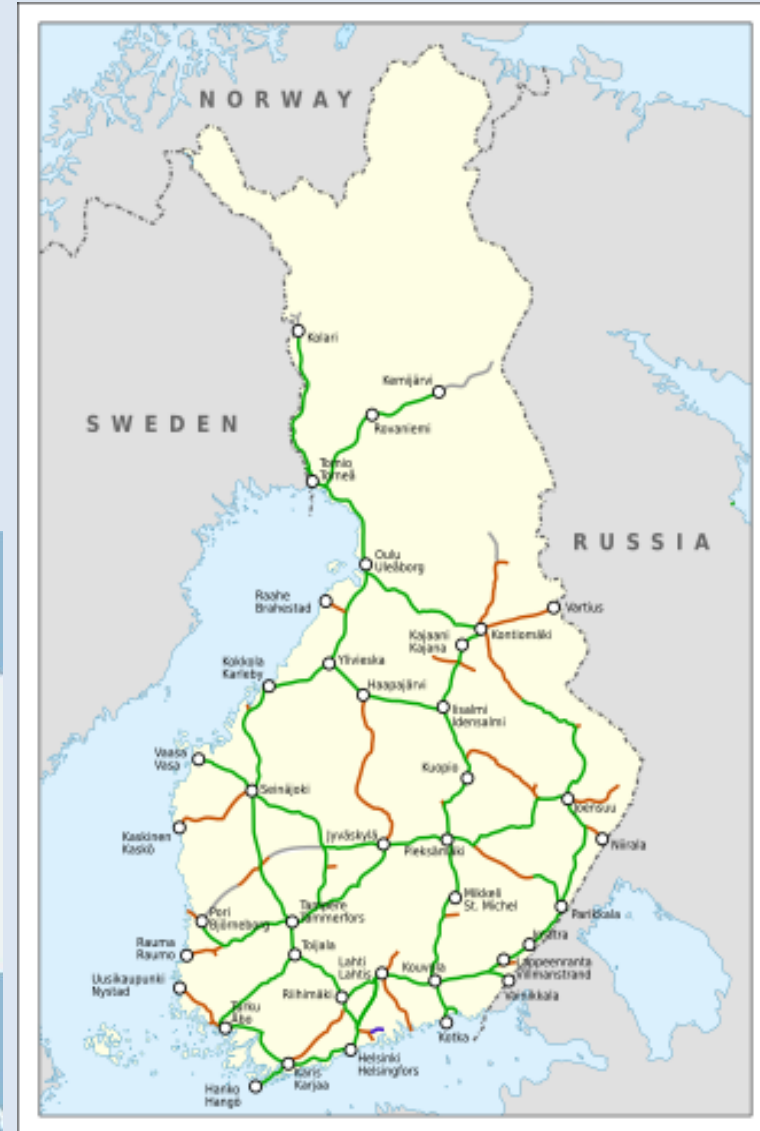 NORWAY
Kolari
Kemijärvi
SWEDEN
Rovaniemi
Tornio
Torneå
RUSSIA
Oulu
Uleåborg
Raahe
Brahestad
Vartius
Kontiomäki
Kajaani
Kajana
Ylivieska
Kokkola
Karleby
Haapajärvi
Iisalmi
Idensalmi
Vaasa
Vasa
Kuopio
Seinäjoki
Joensuu
Kaskinen
Kaskö
Jyväskylä
Pieksämäki
Niirala
Mikkeli
St. Michel
Parikkala
Pori
Björneborg
Tampere
Tammerfors
Imatra
Rauma
Raumo
Toijala
Lahti
Lahtis
Kouvola
Lappeenranta
Vilmanstrand
Vainikkala
Uusikaupunki
Nystad
Riihimäki
Turku
Åbo
Kotka
Helsinki
Helsingfors
Karis
Karjaa
Hanko
Hangö